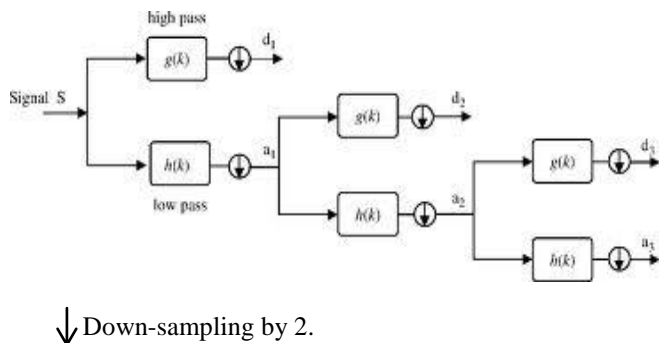 high pass
g(k)
d1
Signal S
h(k)
low pass
a1
g(k)
d2
h(k)
a2
g(k)
d3
h(k)
a3
Down-sampling by 2.